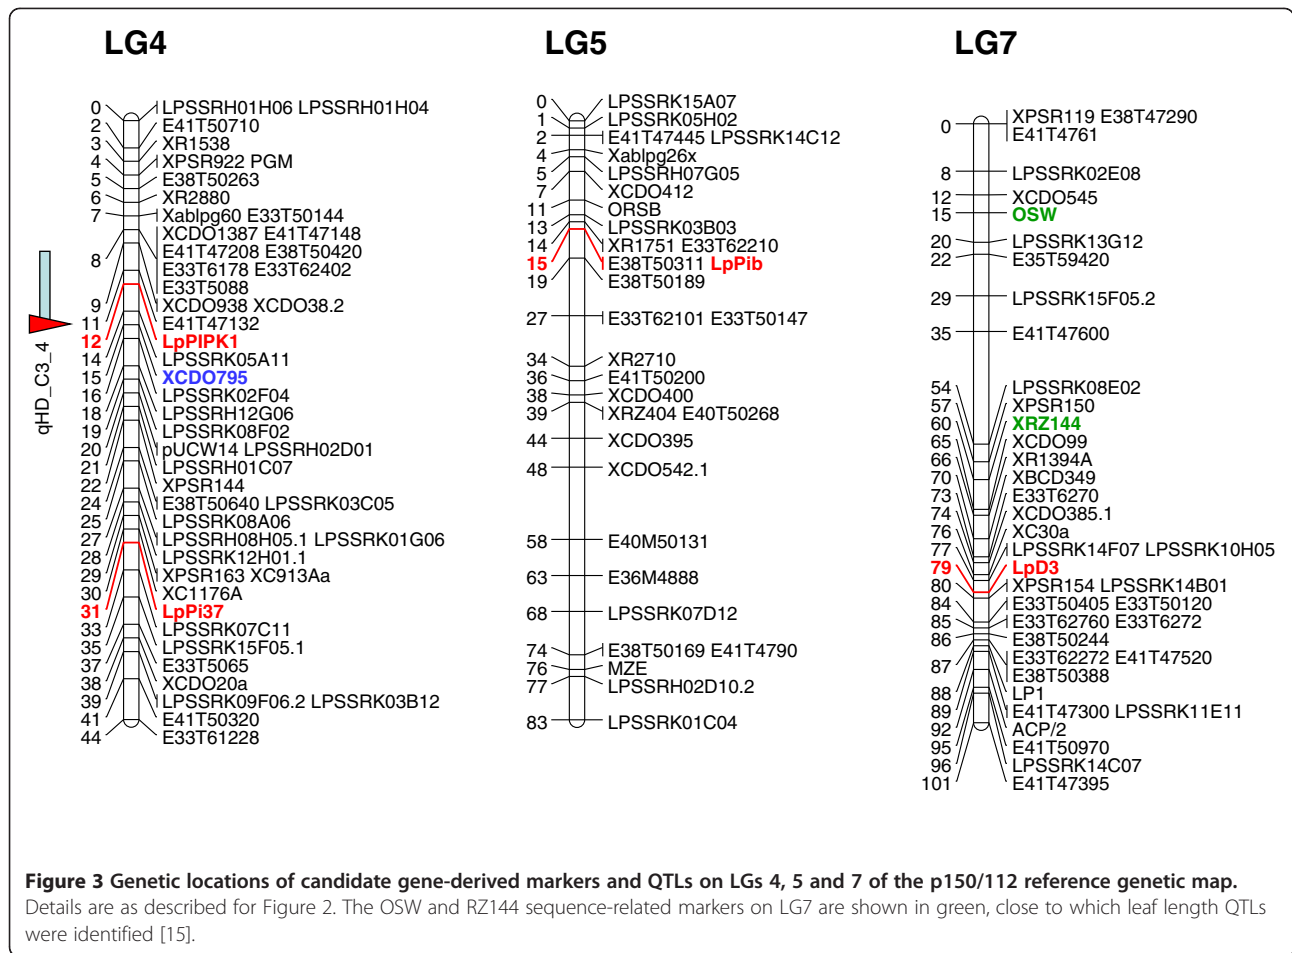 LG4
LG5
LG7
0 LPSSRH01H06 LPSSRH01H04
2 E41T50710
3 XR1538
4 XPSR922 PGM
5 E38T50263
6 XR2880
7 Xablpg60 E33T50144
XCDO1387 E41T47148
8 E41T47208 E38T50420
E33T6178 E33T62402
E33T5088
9 XCDO938 XCDO38.2
11 E41T47132
12 LpPIPK1
14 LPSSRK05A11
15 XCDO795
16 LPSSRK02F04
18 LPSSRH12G06
19 LPSSRK08F02
20 pUCW14 LPSSRH02D01
21 LPSSRH01C07
22 XPSR144
24 E38T50640 LPSSRK03C05
25 LPSSRK08A06
27 LPSSRH08H05.1 LPSSRK01G06
28 LPSSRK12H01.1
29 XPSR163 XC913Aa
30 XC1176A
31 LpPi37
33 LPSSRK07C11
35 LPSSRK15F05.1
37 E33T5065
38 XCDO20a
39 LPSSRK09F06.2 LPSSRK03B12
41 E41T50320
44 E33T61228
qHD_C3_4
0 LPSSRK15A07
1 LPSSRK05H02
2 E41T47445 LPSSRK14C12
4 Xablpg26x
5 LPSSRH07G05
7 XCDO412
11 ORSB
13 LPSSRK03B03
14 XR1751 E33T62210
15 E38T50311 LpPib
19 E38T50189
27 E33T62101 E33T50147
34 XR2710
36 E41T50200
38 XCDO400
39 XRZ404 E40T50268
44 XCDO395
48 XCDO542.1
58 E40M50131
63 E36M4888
68 LPSSRK07D12
74 E38T50169 E41T4790
76 MZE
77 LPSSRH02D10.2
83 LPSSRK01C04
0 XPSR119 E38T47290
E41T4761
8 LPSSRK02E08
12 XCDO545
15 OSW
20 LPSSRK13G12
22 E35T59420
29 LPSSRK15F05.2
35 E41T47600
54 LPSSRK08E02
57 XPSR150
60 XRZ144
65 XCDO99
66 XR1394A
70 XBCD349
73 E33T6270
74 XCDO385.1
76 XC30a
77 LPSSRK14F07 LPSSRK10H05
79 LpD3
80 XPSR154 LPSSRK14B01
84 E33T50405 E33T50120
85 E33T62760 E33T6272
86 E38T50244
87 E33T62272 E41T47520
E38T50388
88 LP1
89 E41T47300 LPSSRK11E11
92 ACP/2
95 E41T50970
96 LPSSRK14C07
101 E41T47395
Figure 3 Genetic locations of candidate gene-derived markers and QTLs on LGs 4, 5 and 7 of the p150/112 reference genetic map.
Details are as described for Figure 2. The OSW and RZ144 sequence-related markers on LG7 are shown in green, close to which leaf length QTLs
were identified [15].